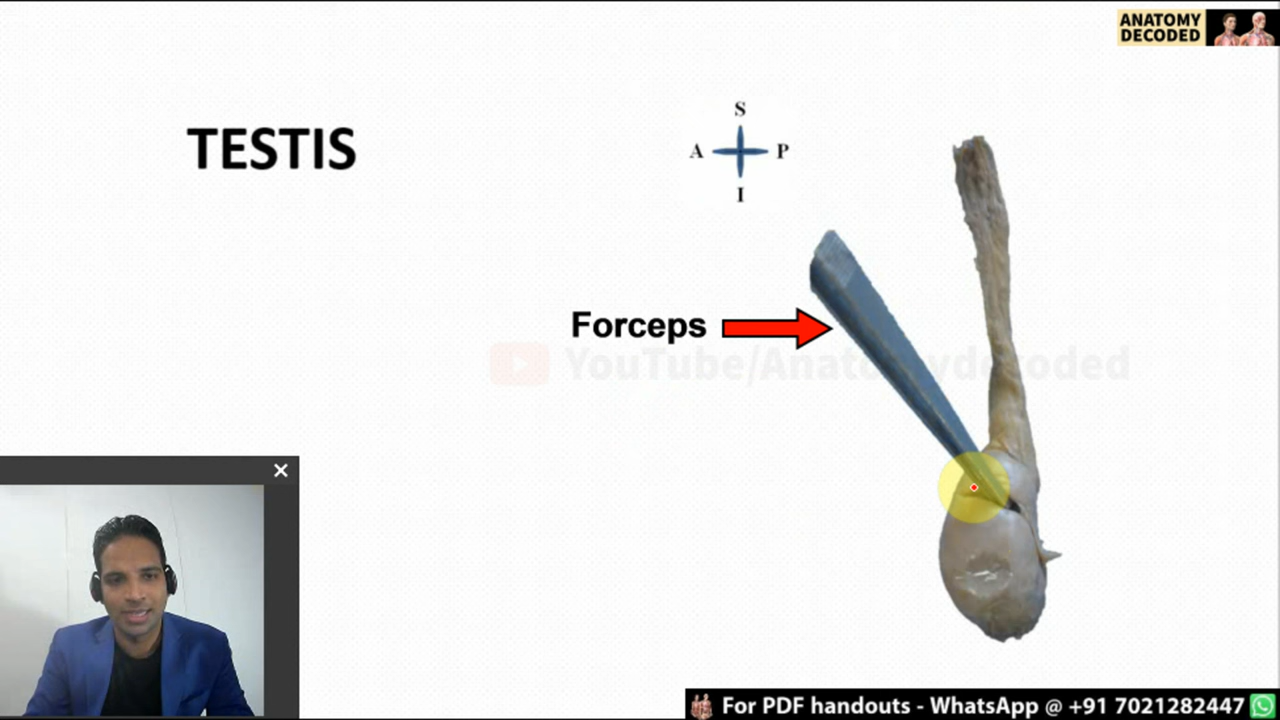 ANATOMY
DECODED
TESTIS
S
A P
I
Forceps
YouTube/Anatomydecoded
For PDF handouts - WhatsApp @ +91 7021282447